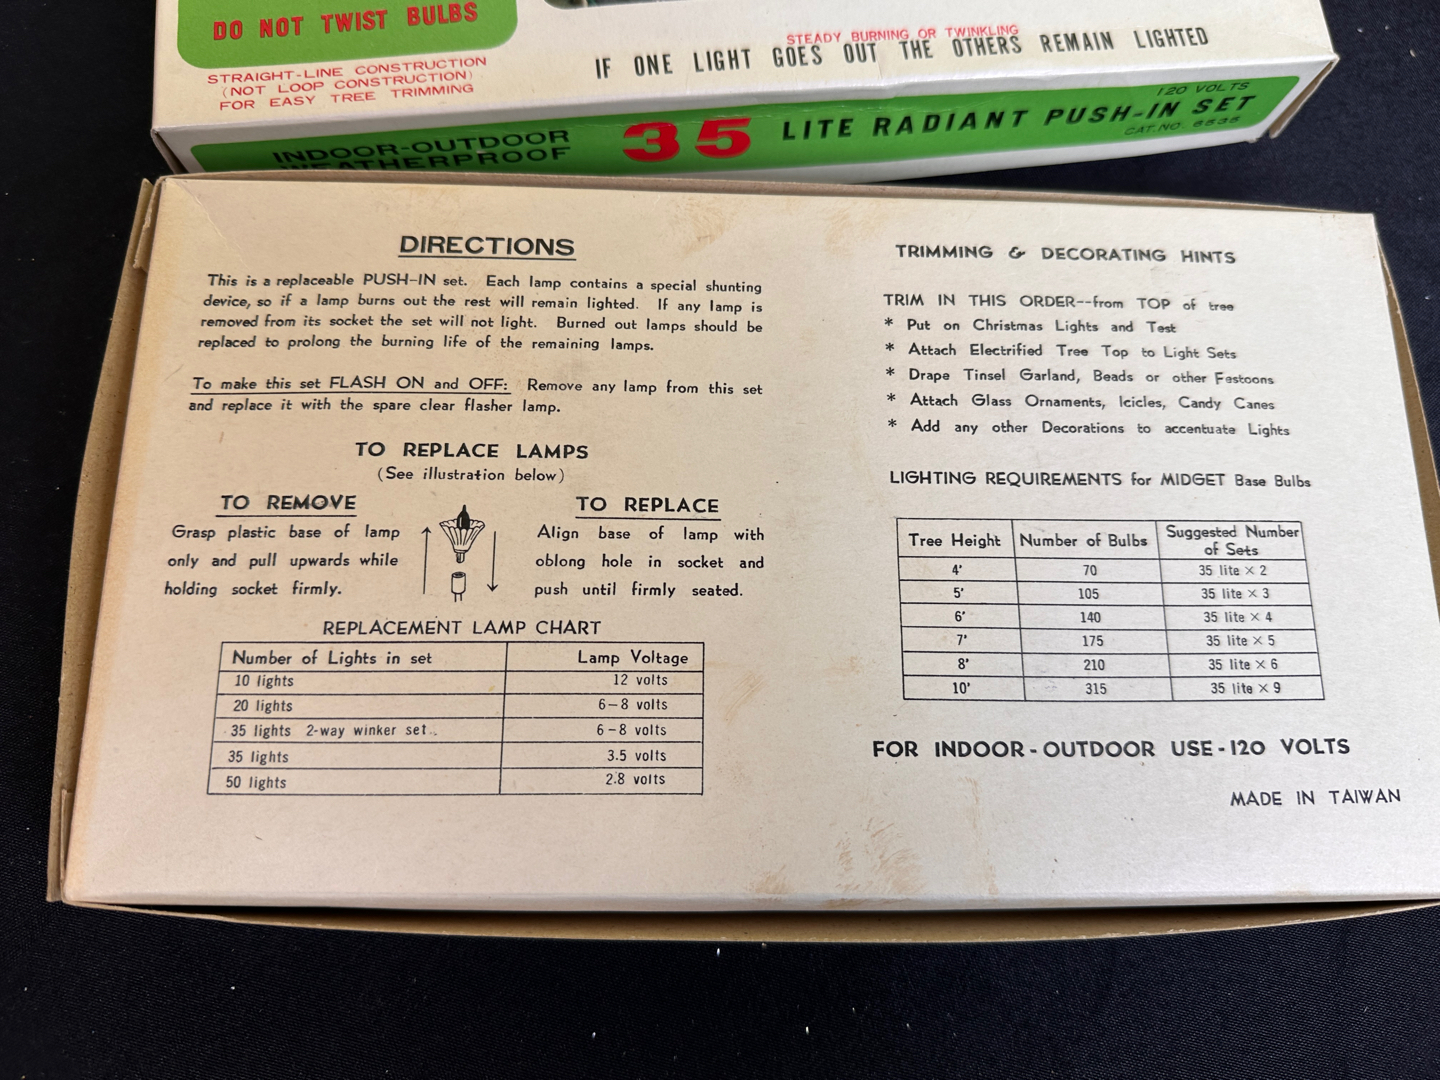 DO NOT TWIST BULBS
STRAIGHT-LINE CONSTRUCTION
(NOT LOOP CONSTRUCTION)
FOR EASY TREE TRIMMING
STEADY BURNING OR TWINKLING
IF ONE LIGHT GOES OUT THE OTHERS REMAIN LIGHTED
INDOOR-OUTDOOR
WEATHERPROOF
35 LITE RADIANT PUSH-IN SET
120 VOLTS
CAT. NO. 6535
DIRECTIONS
This is a replaceable PUSH-IN set. Each lamp contains a special shunting
device, so if a lamp burns out the rest will remain lighted. If any lamp is
removed from its socket the set will not light. Burned out lamps should be
replaced to prolong the burning life of the remaining lamps.
To make this set FLASH ON and OFF: Remove any lamp from this set
and replace it with the spare clear flasher lamp.
TO REPLACE LAMPS
(See illustration below)
TO REMOVE
Grasp plastic base of lamp
only and pull upwards while
holding socket firmly.
TO REPLACE
Align base of lamp with
oblong hole in socket and
push until firmly seated.
REPLACEMENT LAMP CHART
Number of Lights in set Lamp Voltage
10 lights 12 volts
20 lights 6-8 volts
35 lights 2-way winker set. 6-8 volts
35 lights 3.5 volts
50 lights 2.8 volts
TRIMMING & DECORATING HINTS
TRIM IN THIS ORDER--from TOP of tree
* Put on Christmas Lights and Test
* Attach Electrified Tree Top to Light Sets
* Drape Tinsel Garland, Beads or other Festoons
* Attach Glass Ornaments, Icicles, Candy Canes
* Add any other Decorations to accentuate Lights
LIGHTING REQUIREMENTS for MIDGET Base Bulbs
Tree Height Number of Bulbs Suggested Number of Sets
4' 70 35 lite × 2
5' 105 35 lite × 3
6' 140 35 lite × 4
7' 175 35 lite × 5
8' 210 35 lite × 6
10' 315 35 lite × 9
FOR INDOOR-OUTDOOR USE-120 VOLTS
MADE IN TAIWAN